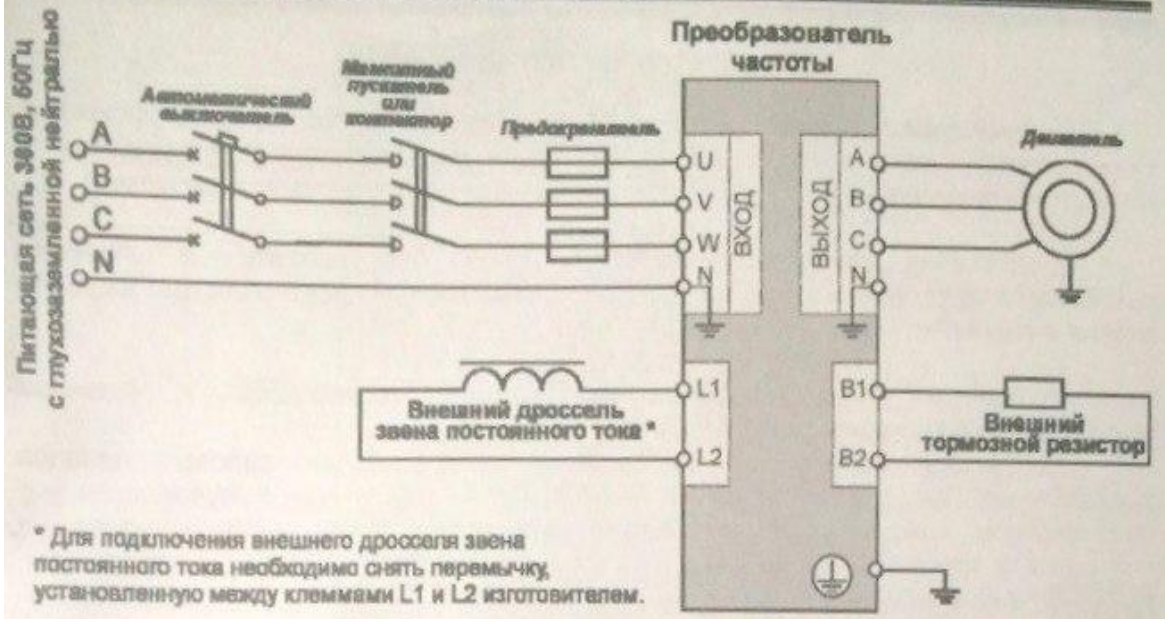 Питающая сеть 380В, 50Гц
с глухозаземленной нейтралью
A
B
C
N
Автоматический
выключатель
Магнитный
пускатель
или
контактор
Предохранитель
Преобразователь
частоты
U
V
W
N
ВХОД
ВЫХОД
A
B
C
N
Двигатель
L1
L2
Внешний дроссель
звена постоянного тока *
B1
B2
Внешний
тормозной резистор
* Для подключения внешнего дросселя звена
постоянного тока необходимо снять перемычку,
установленную между клеммами L1 и L2 изготовителем.